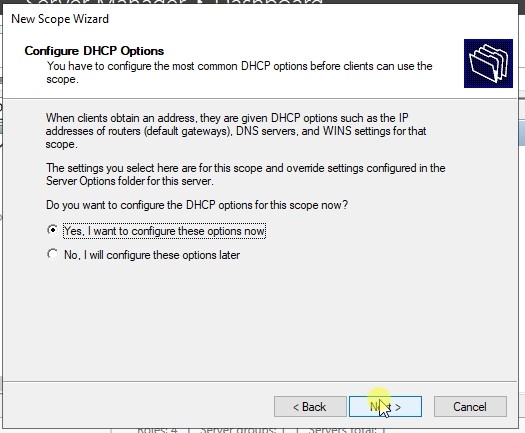 Server Manager Dashboard
New Scope Wizard
Configure DHCP Options
You have to configure the most common DHCP options before clients can use the
scope.
When clients obtain an address, they are given DHCP options such as the IP
addresses of routers (default gateways), DNS servers, and WINS settings for that
scope.
The settings you select here are for this scope and override settings configured in the
Server Options folder for this server.
Do you want to configure the DHCP options for this scope now?
Yes, I want to configure these options now
No, I will configure these options later
< Back
Next >
Cancel
Roles: 4 | Server groups: 1 | Servers total: 1